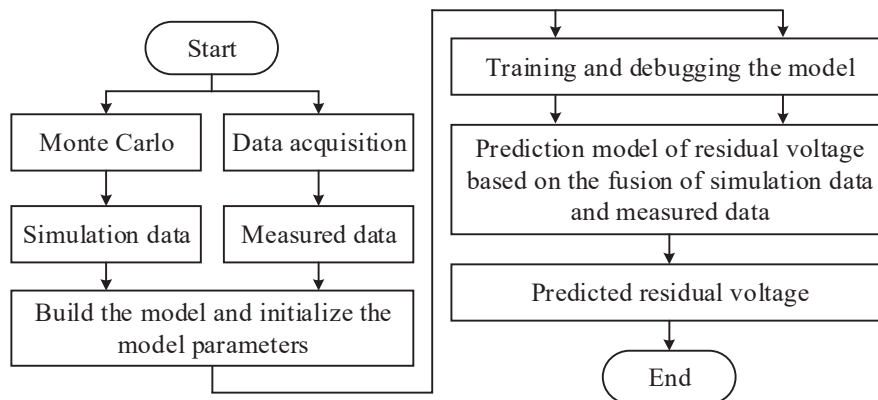 Start
Monte Carlo
Data acquisition
Simulation data
Measured data
Build the model and initialize the
model parameters
Training and debugging the model
Prediction model of residual voltage
based on the fusion of simulation data
and measured data
Predicted residual voltage
End